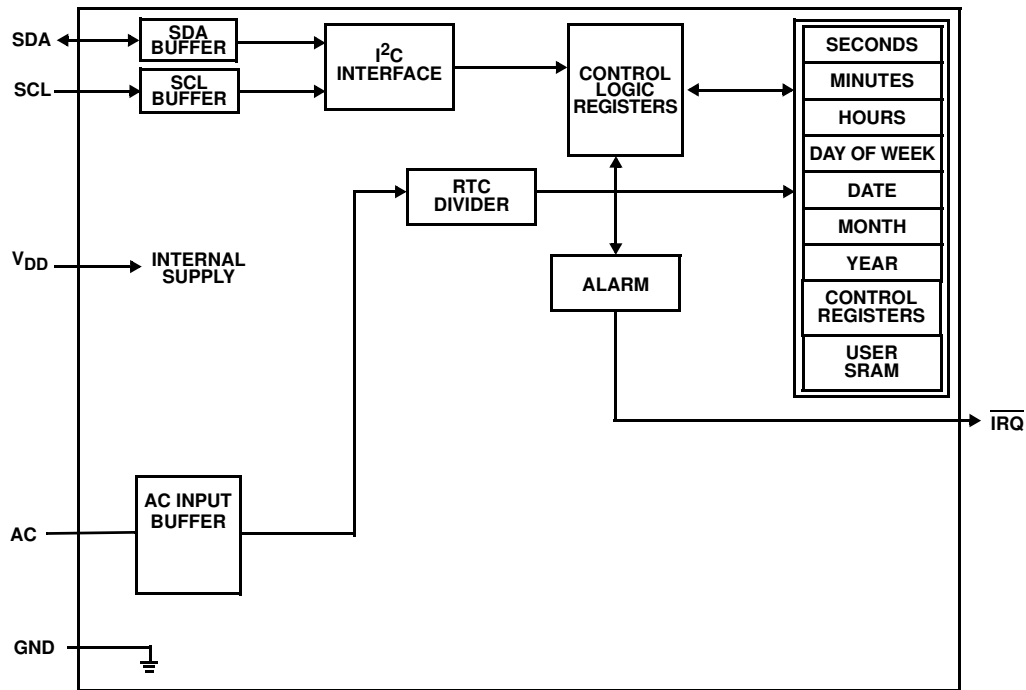 SDA
SDA
BUFFER
SCL
SCL
BUFFER
I²C
INTERFACE
CONTROL
LOGIC
REGISTERS
SECONDS
MINUTES
HOURS
DAY OF WEEK
DATE
MONTH
YEAR
CONTROL
REGISTERS
USER
SRAM
RTC
DIVIDER
VDD
INTERNAL
SUPPLY
ALARM
IRQ
AC
AC INPUT
BUFFER
GND